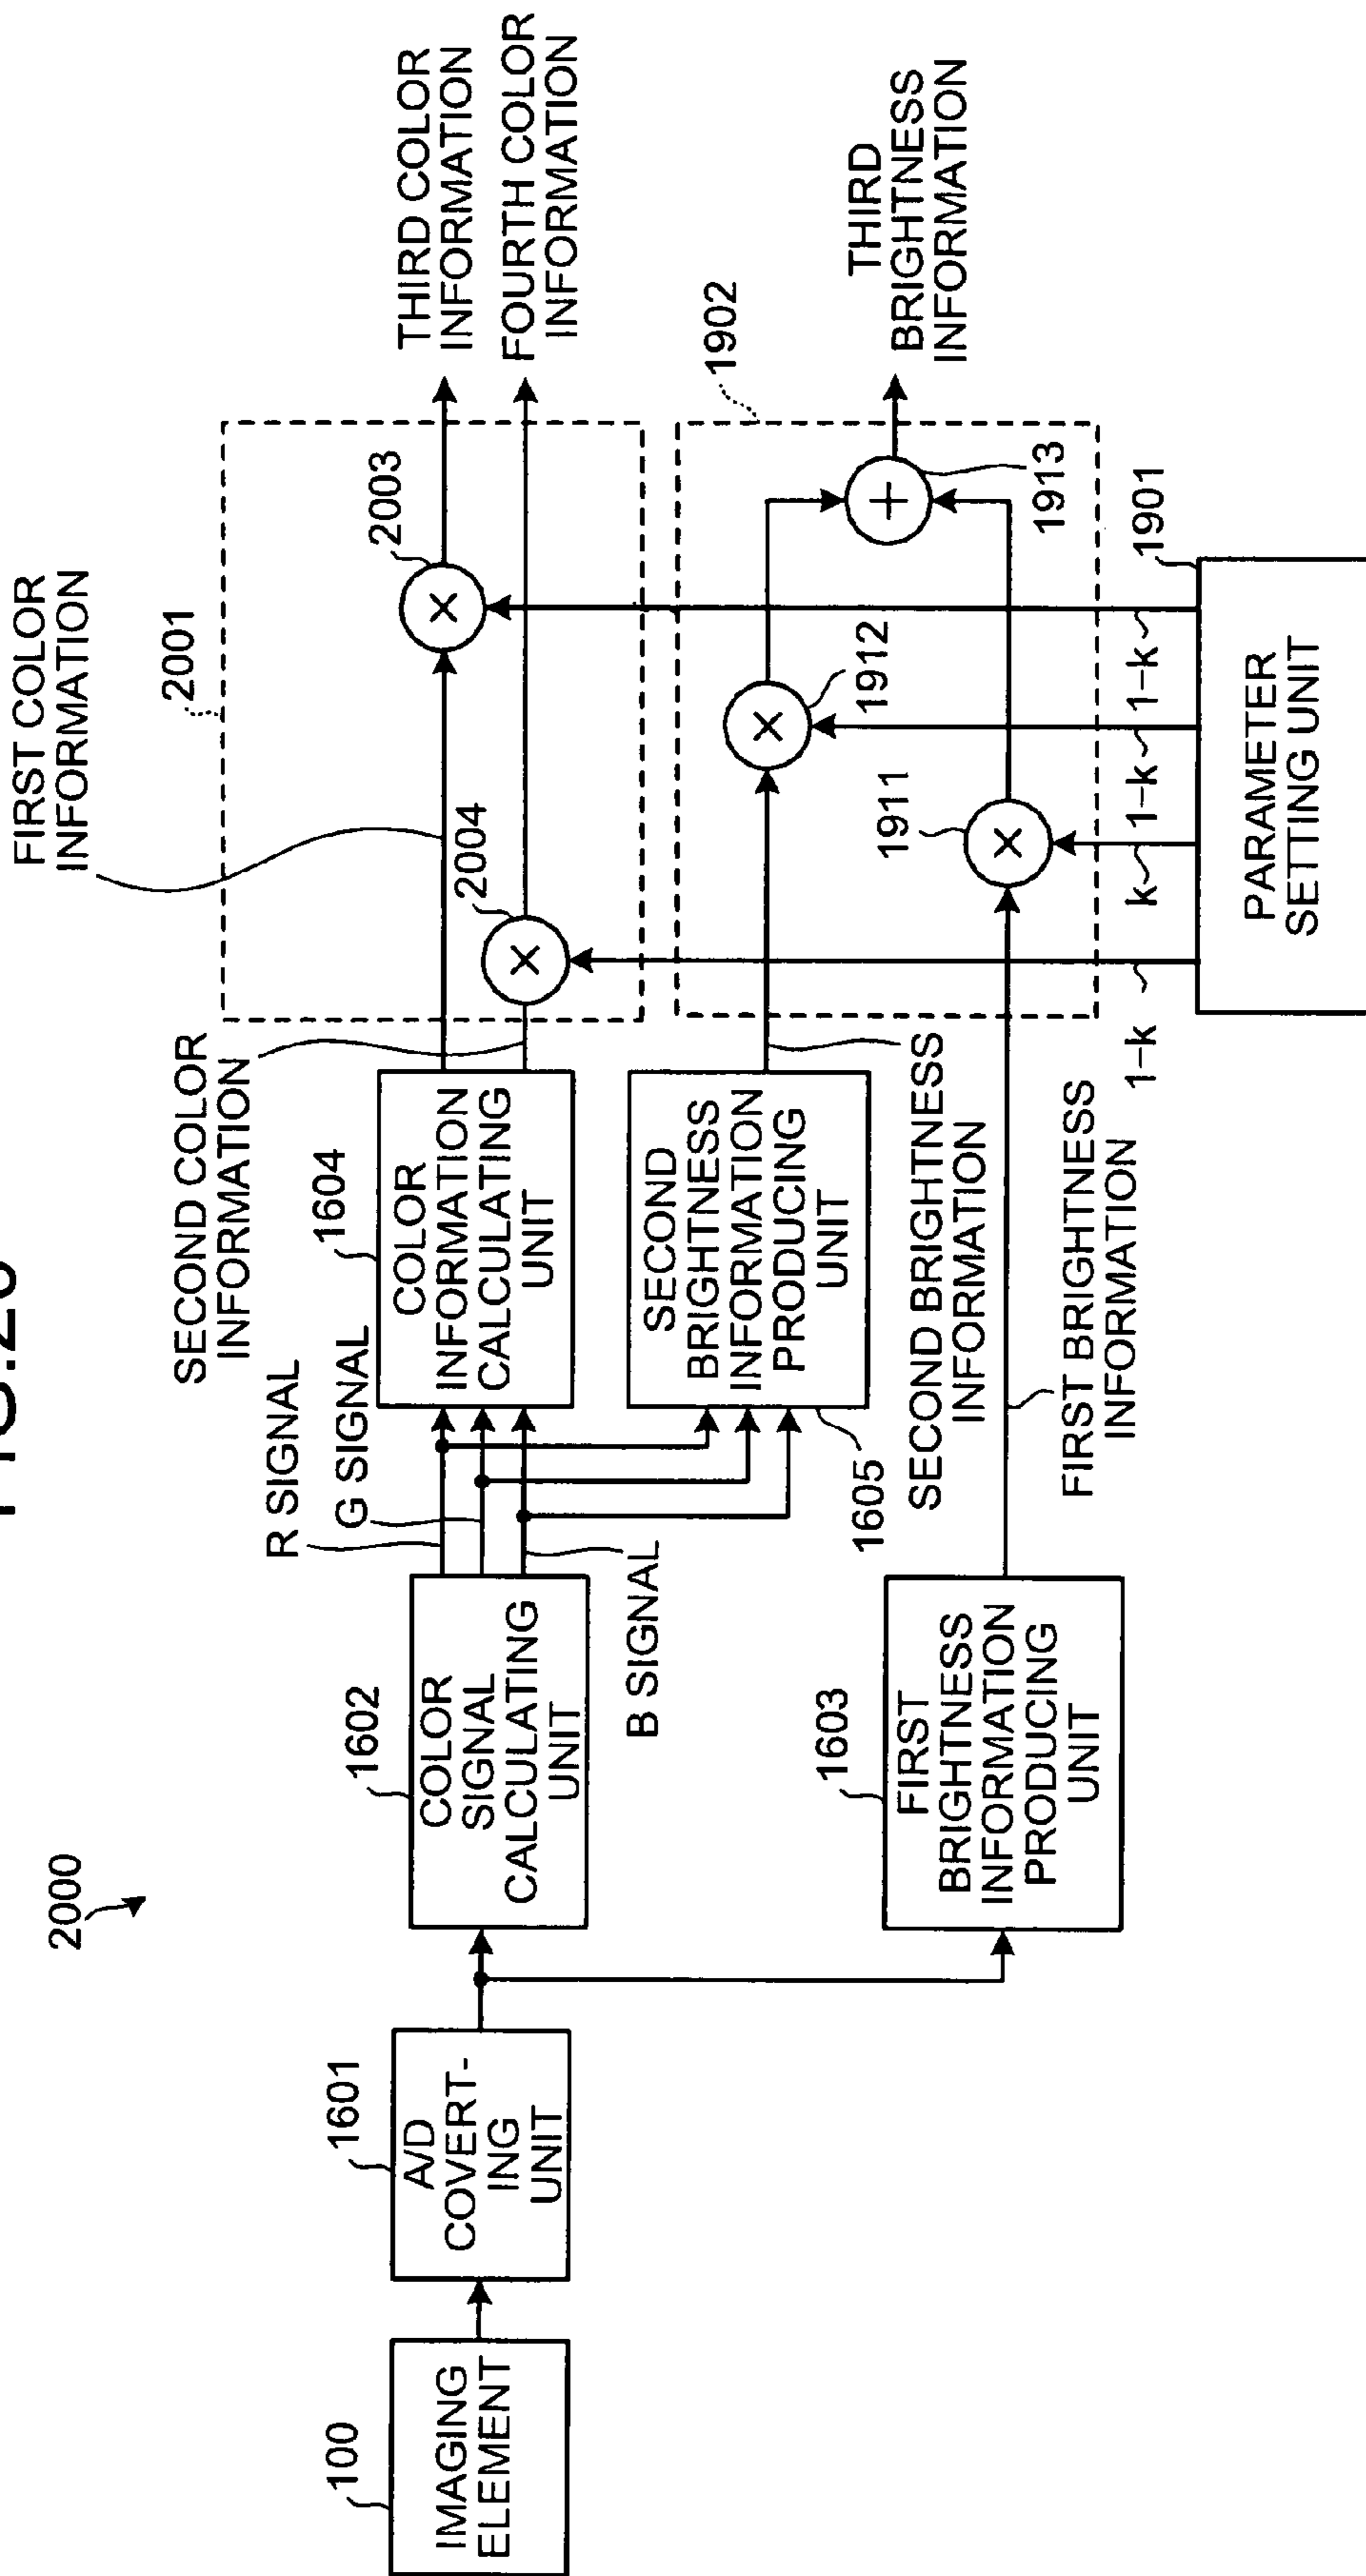 FIG.20
2000
100
IMAGING
ELEMENT
1601
A/D
COVERT-
ING
UNIT
1602
COLOR
SIGNAL
CALCULATING
UNIT
R SIGNAL
G SIGNAL
B SIGNAL
1603
FIRST
BRIGHTNESS
INFORMATION
PRODUCING
UNIT
1604
COLOR
INFORMATION
CALCULATING
UNIT
1605
SECOND
BRIGHTNESS
INFORMATION
PRODUCING
UNIT
SECOND COLOR
INFORMATION
FIRST COLOR
INFORMATION
SECOND BRIGHTNESS
INFORMATION
FIRST BRIGHTNESS
INFORMATION
2001
2004
×
2003
×
THIRD COLOR
INFORMATION
FOURTH COLOR
INFORMATION
1902
1911
×
1912
×
1913
+
THIRD
BRIGHTNESS
INFORMATION
1-k
k
1-k
1-k
1901
PARAMETER
SETTING UNIT